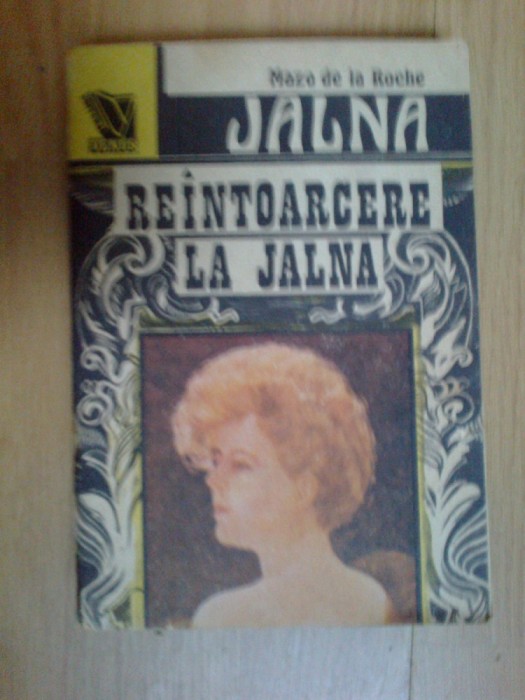 Mazo de la Roche
JALNA
REÎNTOARCERE
LA JALNA